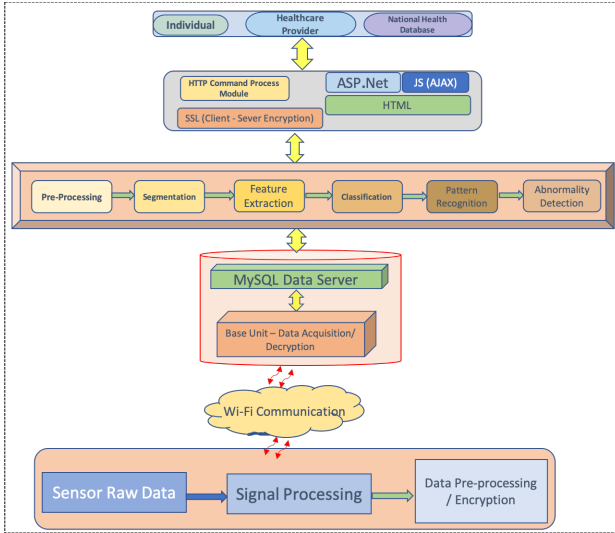 Individual
Healthcare
Provider
National Health
Database
HTTP Command Process
Module
ASP.Net
JS (AJAX)
HTML
SSL (Client - Sever Encryption)
Pre-Processing
Segmentation
Feature
Extraction
Classification
Pattern
Recognition
Abnormality
Detection
MySQL Data Server
Base Unit – Data Acquisition/
Decryption
Wi-Fi Communication
Sensor Raw Data
Signal Processing
Data Pre-processing
/ Encryption